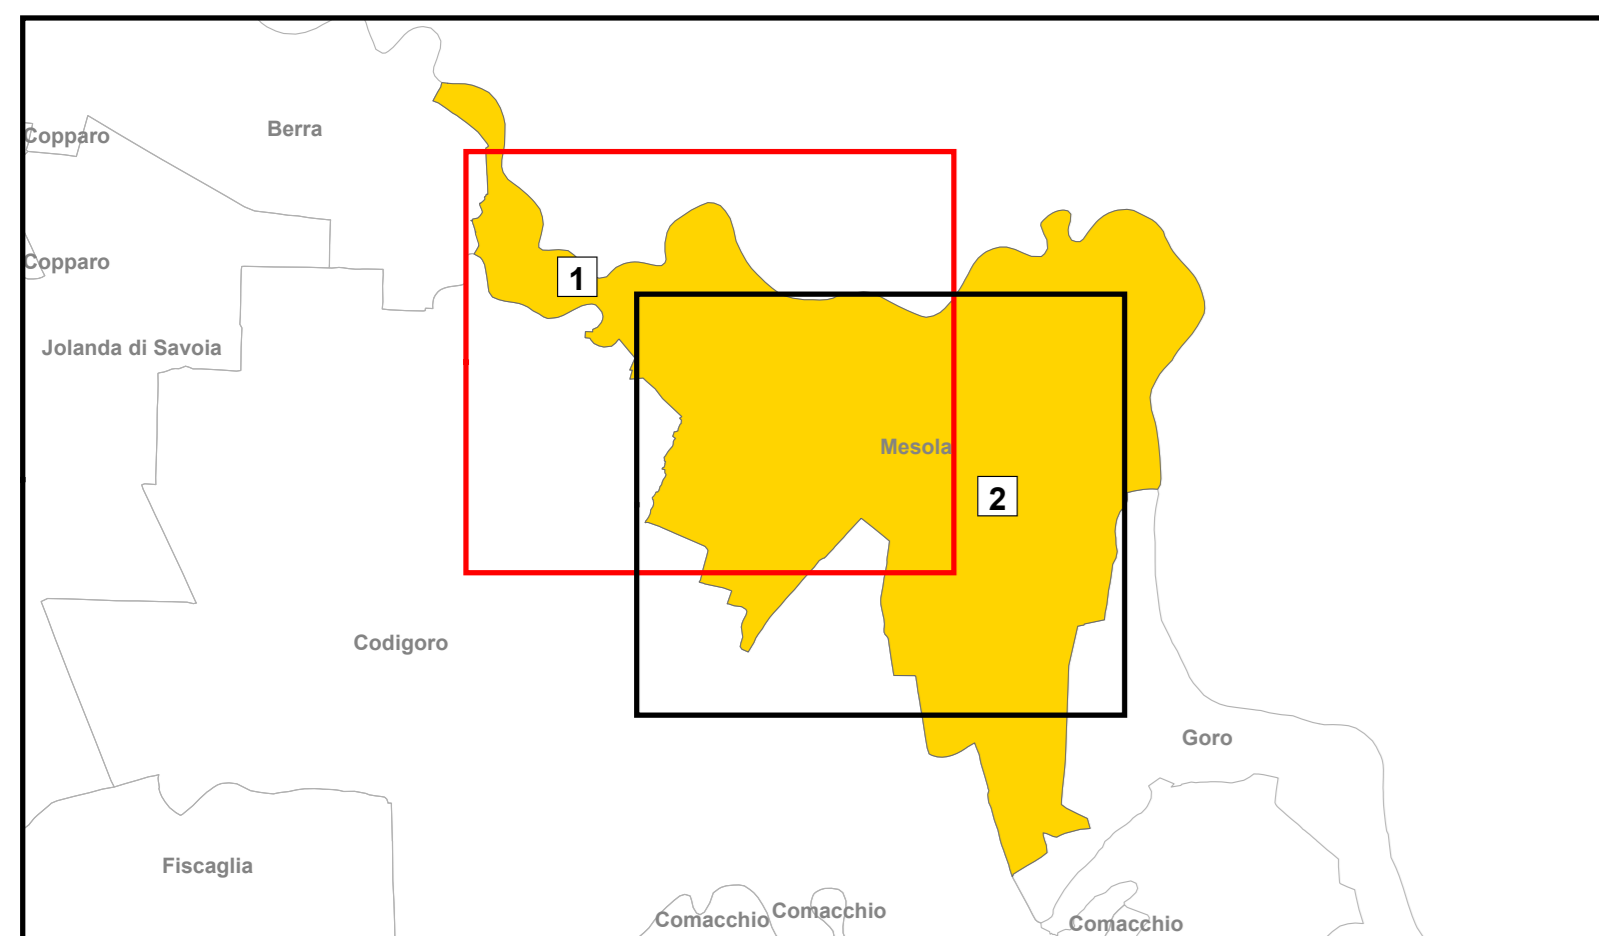 Berra
Copparo
Copparo
1
Jolanda di Savoia
Mesola
2
Codigoro
Goro
Fiscaglia
Comacchio
Comacchio
Comacchio